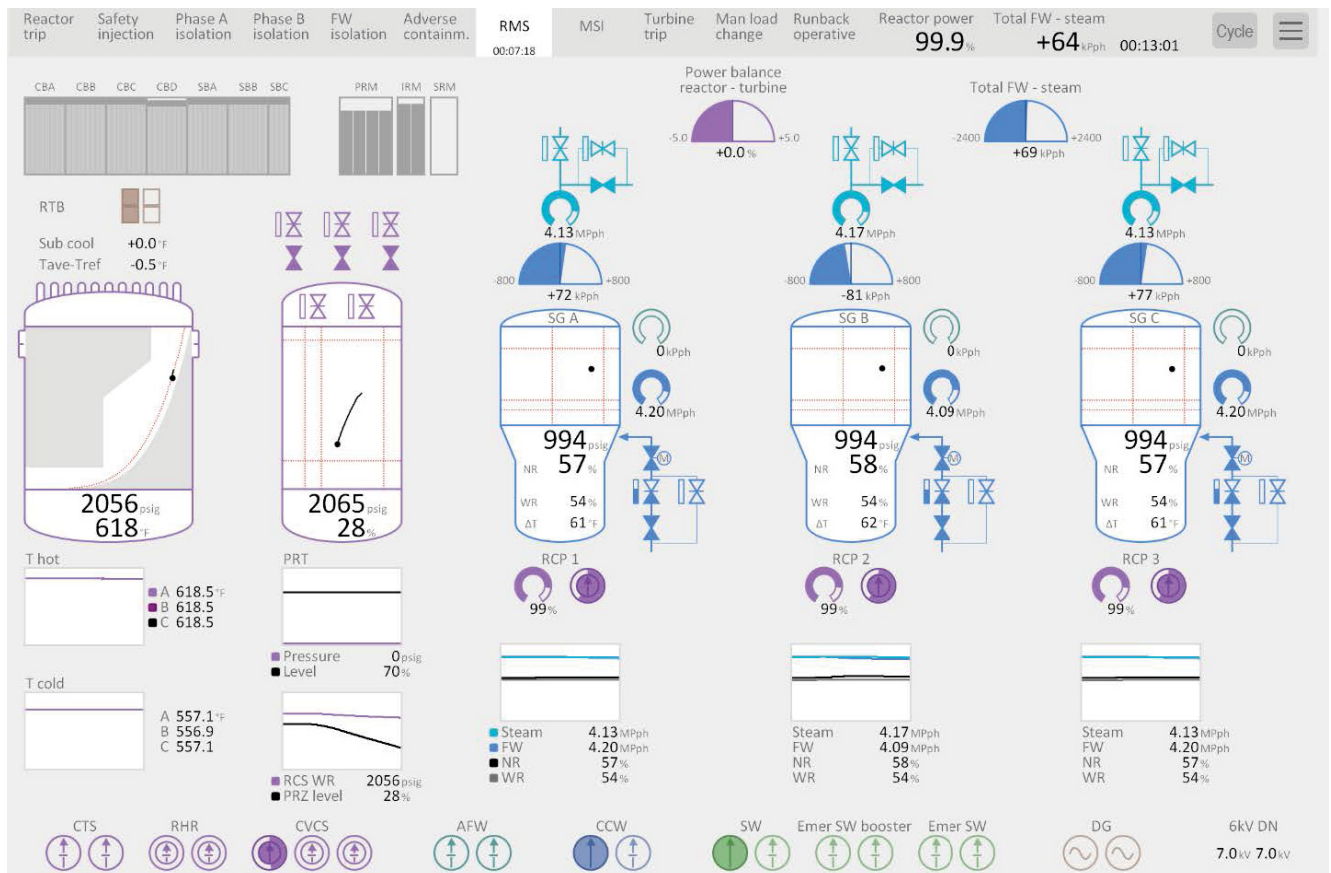 Reactor trip
Safety injection
Phase A isolation
Phase B isolation
FW isolation
Adverse containm.
RMS
00:07:18
MSI
Turbine trip
Man load change
Runback operative
Reactor power
99.9 %
Total FW - steam
+64 kPph 00:13:01
Cycle
CBA CBB CBC CBD SBA SBB SBC
PRM IRM SRM
Power balance
reactor - turbine
-5.0 +5.0
+0.0 %
Total FW - steam
-2400 +2400
+69 kPph
RTB
Sub cool +0.0 °F
Tave-Tref -0.5 °F
2056 psig
618 °F
2065 psig
28 %
4.13 MPph
-800 +800
+72 kPph
SG A
0 kPph
4.20 MPph
994 psig
NR 57 %
WR 54 %
ΔT 61 °F
M
4.17 MPph
-800 +800
-81 kPph
SG B
0 kPph
4.09 MPph
994 psig
NR 58 %
WR 54 %
ΔT 62 °F
M
4.13 MPph
-800 +800
+77 kPph
SG C
0 kPph
4.20 MPph
994 psig
NR 57 %
WR 54 %
ΔT 61 °F
M
T hot
A 618.5 °F
B 618.5
C 618.5
T cold
A 557.1 °F
B 556.9
C 557.1
PRT
Pressure 0 psig
Level 70 %
RCS WR 2056 psig
PRZ level 28 %
RCP 1
99 %
Steam 4.13 MPph
FW 4.20 MPph
NR 57 %
WR 54 %
RCP 2
99 %
Steam 4.17 MPph
FW 4.09 MPph
NR 58 %
WR 54 %
RCP 3
99 %
Steam 4.13 MPph
FW 4.20 MPph
NR 57 %
WR 54 %
CTS
RHR
CVCS
AFW
CCW
SW
Emer SW booster
Emer SW
DG
6kV DN
7.0 kV 7.0 kV